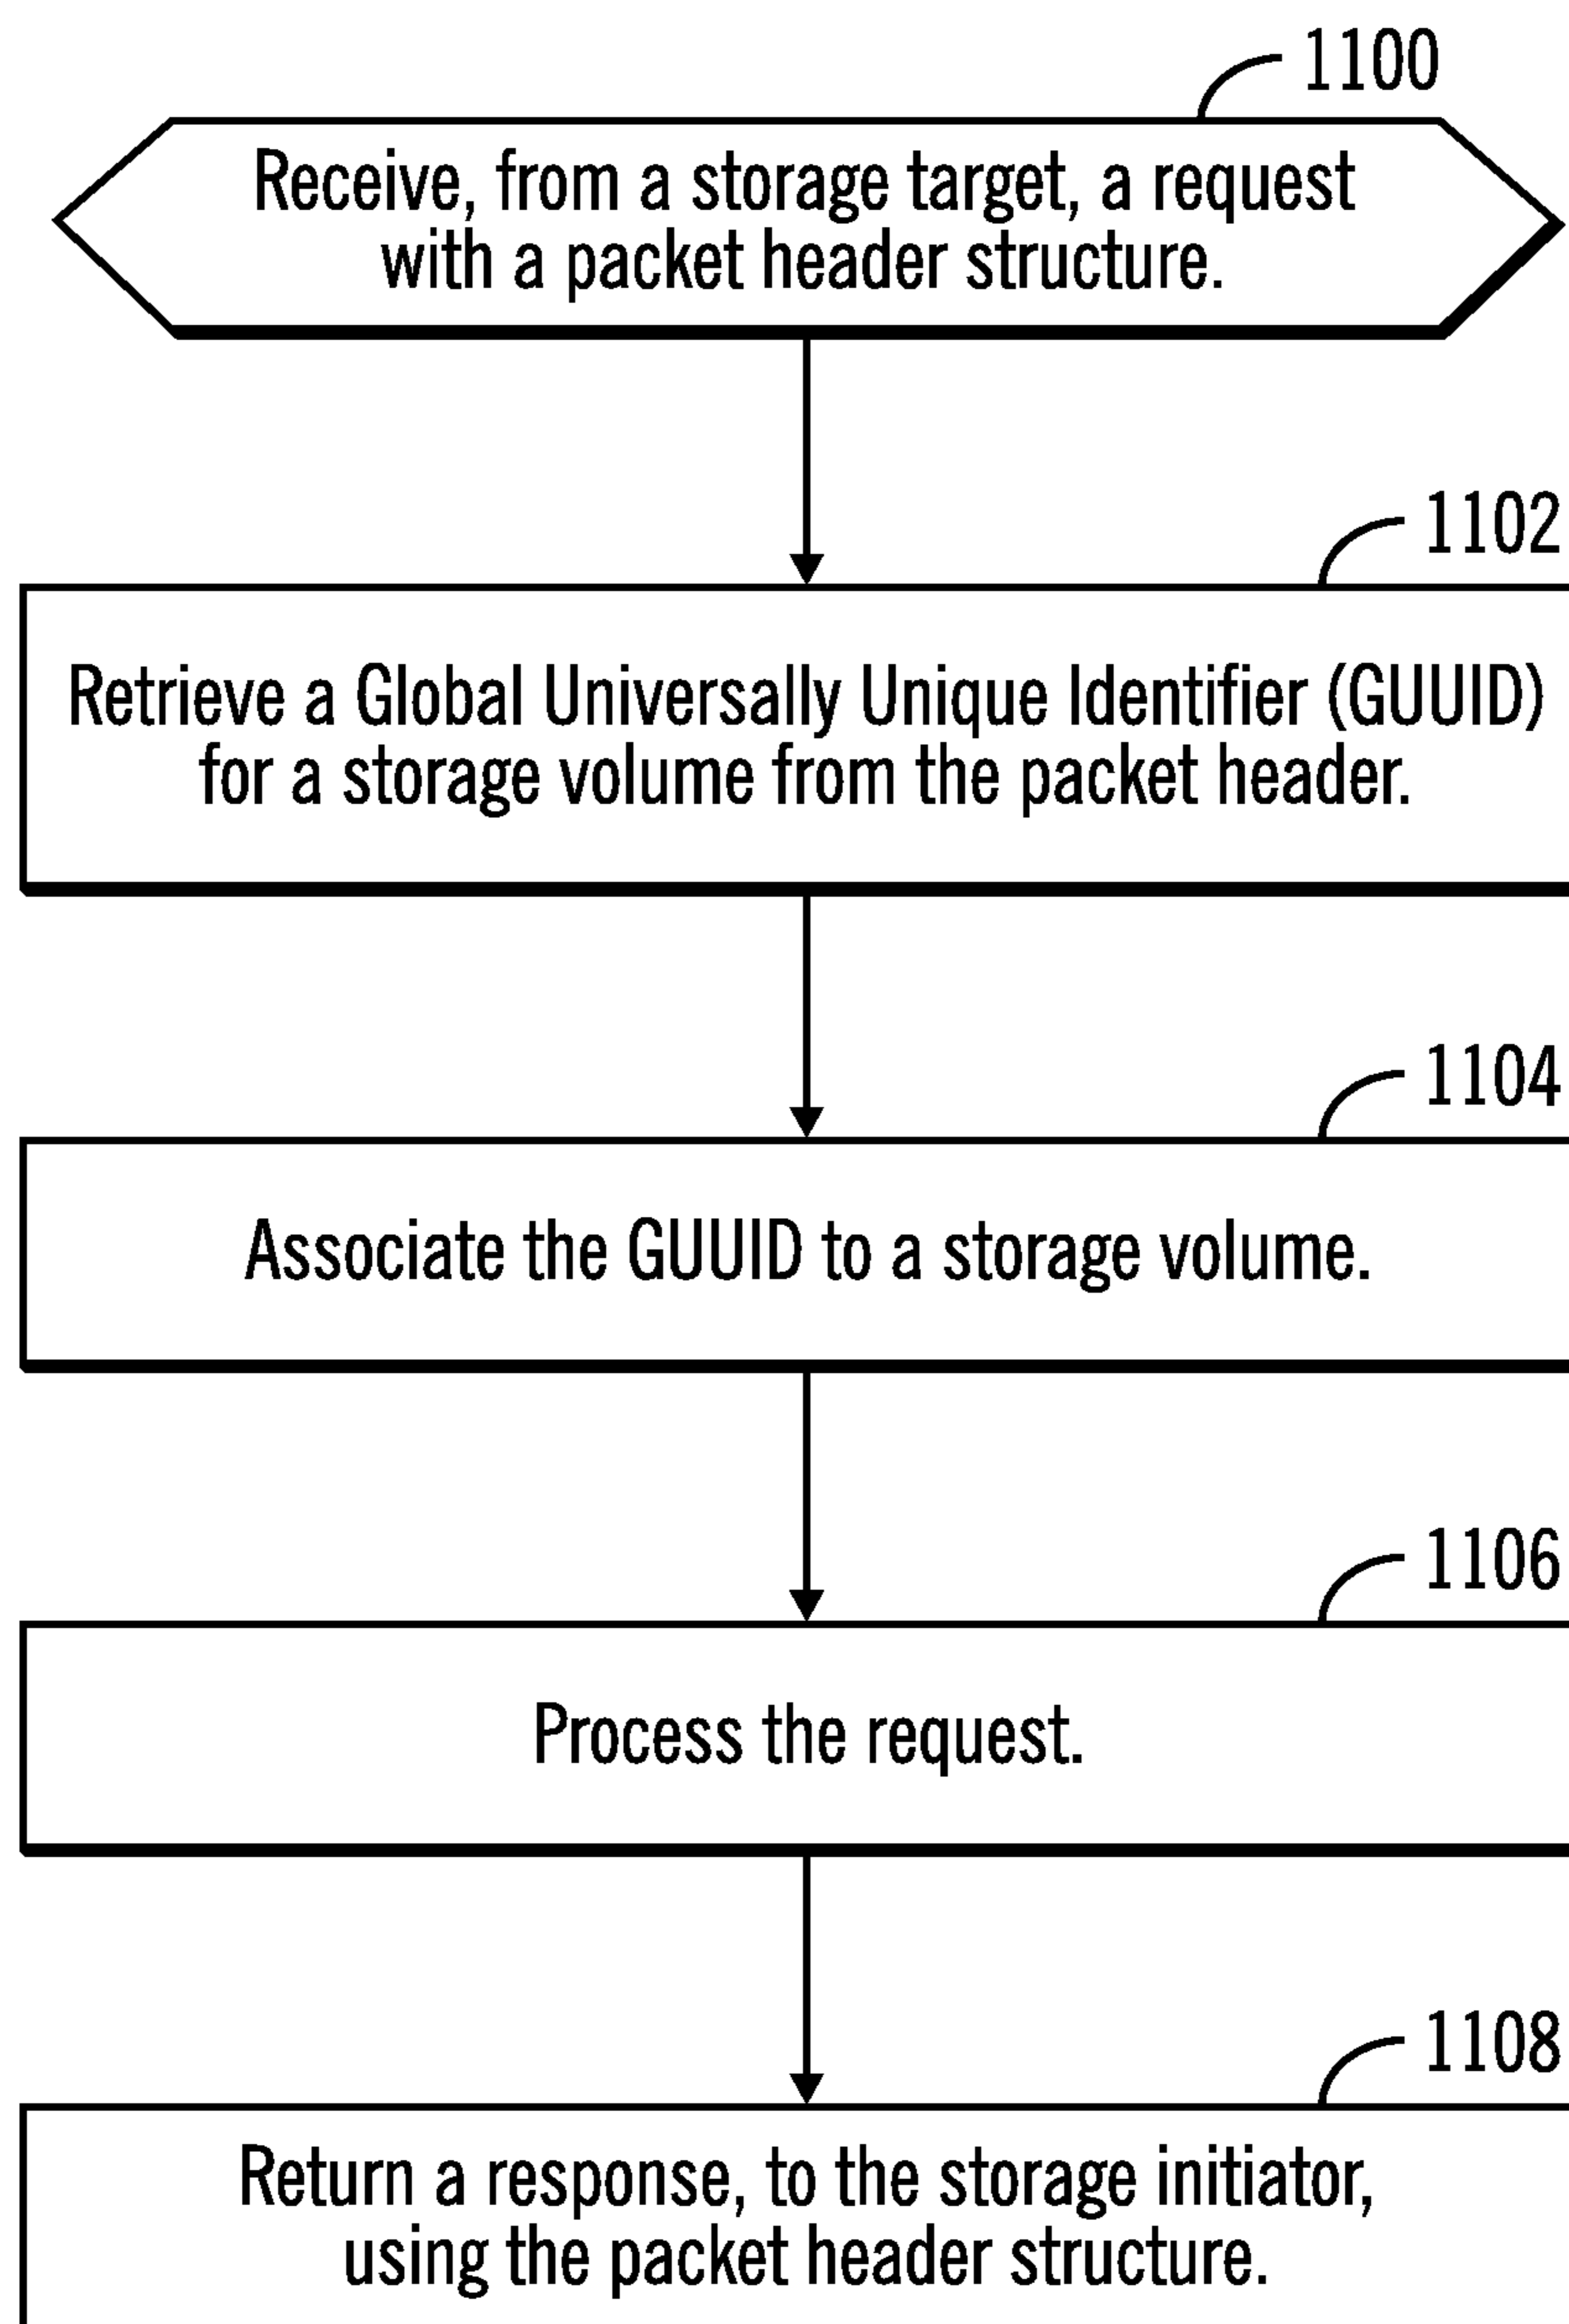 1100
Receive, from a storage target, a request
with a packet header structure.
1102
Retrieve a Global Universally Unique Identifier (GUUID)
for a storage volume from the packet header.
1104
Associate the GUUID to a storage volume.
1106
Process the request.
1108
Return a response, to the storage initiator,
using the packet header structure.